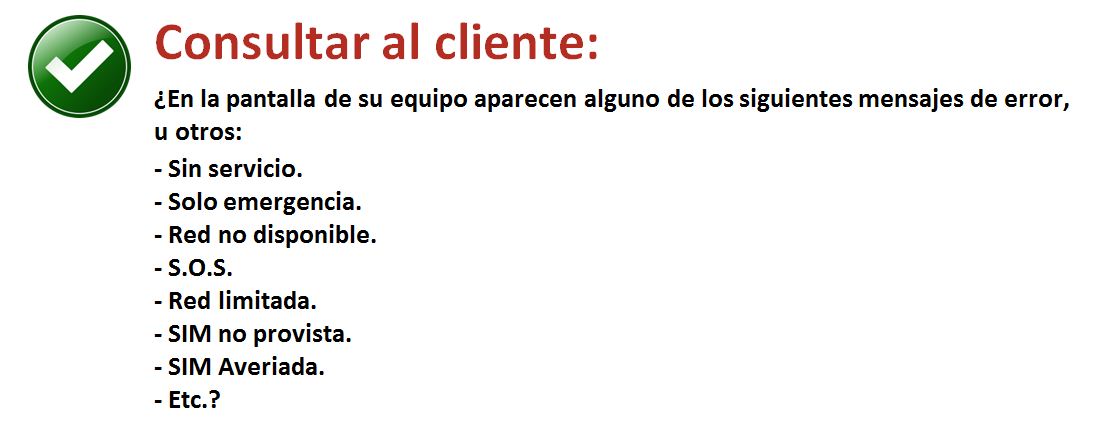 Consultar al cliente:
¿En la pantalla de su equipo aparecen alguno de los siguientes mensajes de error,
u otros:
- Sin servicio.
- Solo emergencia.
- Red no disponible.
- S.O.S.
- Red limitada.
- SIM no provista.
- SIM Averiada.
- Etc.?